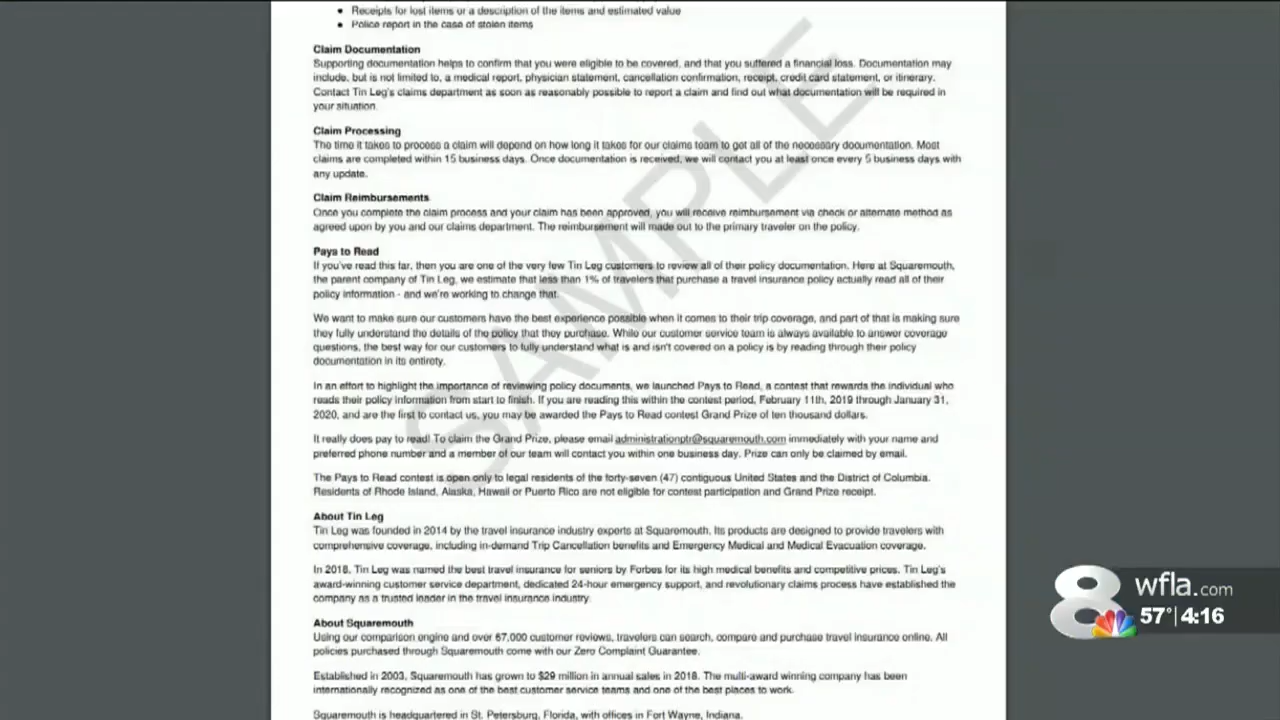 • Receipts for lost items or a description of the items and estimated value
• Police report in the case of stolen items
Claim Documentation
Supporting documentation helps to confirm that you were eligible to be covered, and that you suffered a financial loss. Documentation may
include, but is not limited to, a medical report, physician statement, cancellation confirmation, receipt, credit card statement, or itinerary.
Contact Tin Leg's claims department as soon as reasonably possible to report a claim and find out what documentation will be required in
your situation.
Claim Processing
The time it takes to process a claim will depend on how long it takes for our claims team to get all of the necessary documentation. Most
claims are completed within 15 business days. Once documentation is received, we will contact you at least once every 5 business days with
any update.
Claim Reimbursements
Once you complete the claim process and your claim has been approved, you will receive reimbursement via check or alternate method as
agreed upon by you and our claims department. The reimbursement will made out to the primary traveler on the policy.
Pays to Read
If you've read this far, then you are one of the very few Tin Leg customers to review all of their policy documentation. Here at Squaremouth,
the parent company of Tin Leg, we estimate that less than 1% of travelers that purchase a travel insurance policy actually read all of their
policy information - and we're working to change that.
We want to make sure our customers have the best experience possible when it comes to their trip coverage, and part of that is making sure
they fully understand the details of the policy that they purchase. While our customer service team is always available to answer coverage
questions, the best way for our customers to fully understand what is and isn't covered on a policy is by reading through their policy
documentation in its entirety.
In an effort to highlight the importance of reviewing policy documents, we launched Pays to Read, a contest that rewards the individual who
reads their policy information from start to finish. If you are reading this within the contest period, February 11th, 2019 through January 31,
2020, and are the first to contact us, you may be awarded the Pays to Read contest Grand Prize of ten thousand dollars.
It really does pay to read! To claim the Grand Prize, please email administrationptr@squaremouth.com immediately with your name and
preferred phone number and a member of our team will contact you within one business day. Prize can only be claimed by email.
The Pays to Read contest is open only to legal residents of the forty-seven (47) contiguous United States and the District of Columbia.
Residents of Rhode Island, Alaska, Hawaii or Puerto Rico are not eligible for contest participation and Grand Prize receipt.
About Tin Leg
Tin Leg was founded in 2014 by the travel insurance industry experts at Squaremouth. Its products are designed to provide travelers with
comprehensive coverage, including in-demand Trip Cancellation benefits and Emergency Medical and Medical Evacuation coverage.
In 2018, Tin Leg was named the best travel insurance for seniors by Forbes for its high medical benefits and competitive prices. Tin Leg's
award-winning customer service department, dedicated 24-hour emergency support, and revolutionary claims process have established the
company as a trusted leader in the travel insurance industry.
About Squaremouth
Using our comparison engine and over 67,000 customer reviews, travelers can search, compare and purchase travel insurance online. All
policies purchased through Squaremouth come with our Zero Complaint Guarantee.
Established in 2003, Squaremouth has grown to $29 million in annual sales in 2018. The multi-award winning company has been
internationally recognized as one of the best customer service teams and one of the best places to work.
Squaremouth is headquartered in St. Petersburg, Florida, with offices in Fort Wayne, Indiana.
SAMPLE
8 wfla.com
57° 4:16